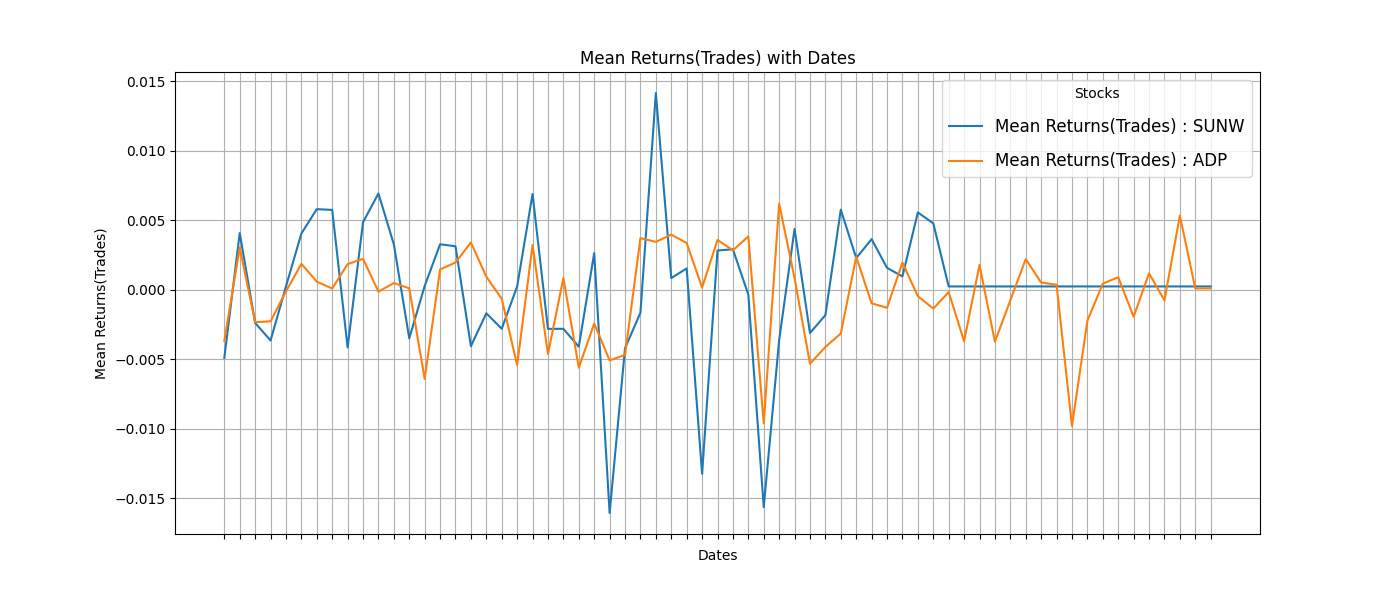 Mean Returns(Trades) with Dates
Stocks
Mean Returns(Trades) : SUNW
Mean Returns(Trades) : ADP
0.015
0.010
0.005
0.000
−0.005
−0.010
−0.015
Mean Returns(Trades)
Dates